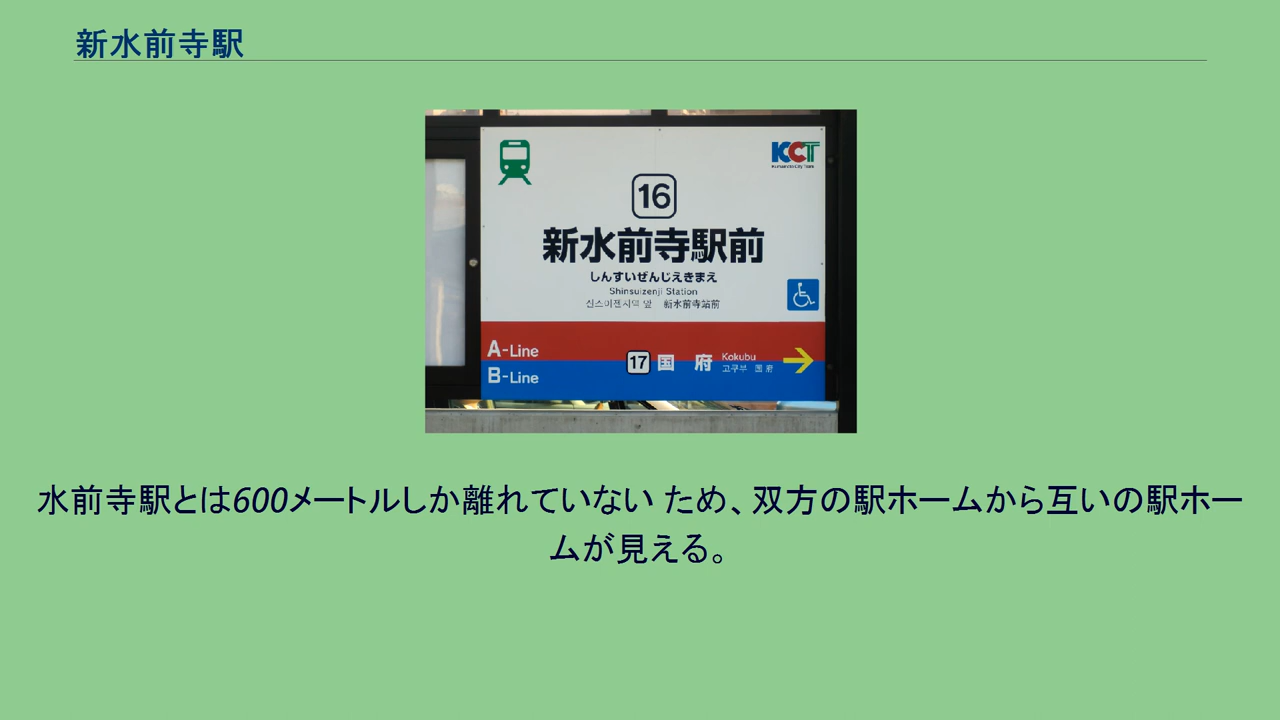 新水前寺駅
KCT
Kumamoto City Tram
16
新水前寺駅前
しんすいぜんじえきまえ
Shinsuizenji Station
신스이젠지역 앞 新水前寺站前
A-Line
B-Line
17 国 府 Kokubu
고쿠부 国 府
水前寺駅とは600メートルしか離れていない ため、双方の駅ホームから互いの駅ホー
ムが見える。